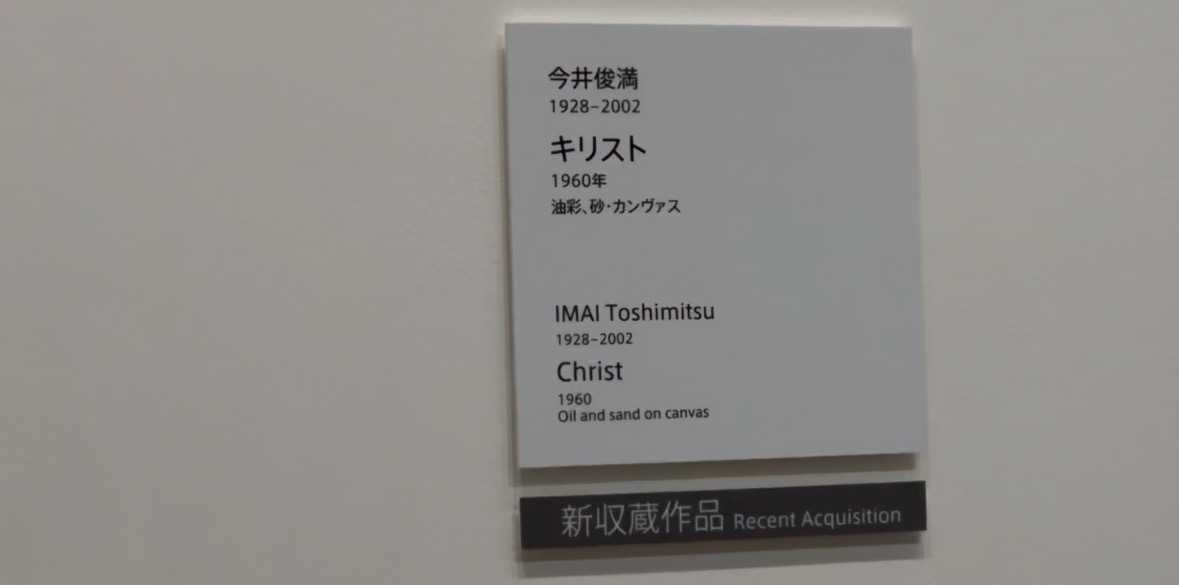 今井俊満
1928–2002
キリスト
1960年
油彩、砂・カンヴァス
IMAI Toshimitsu
1928–2002
Christ
1960
Oil and sand on canvas
新収蔵作品 Recent Acquisition